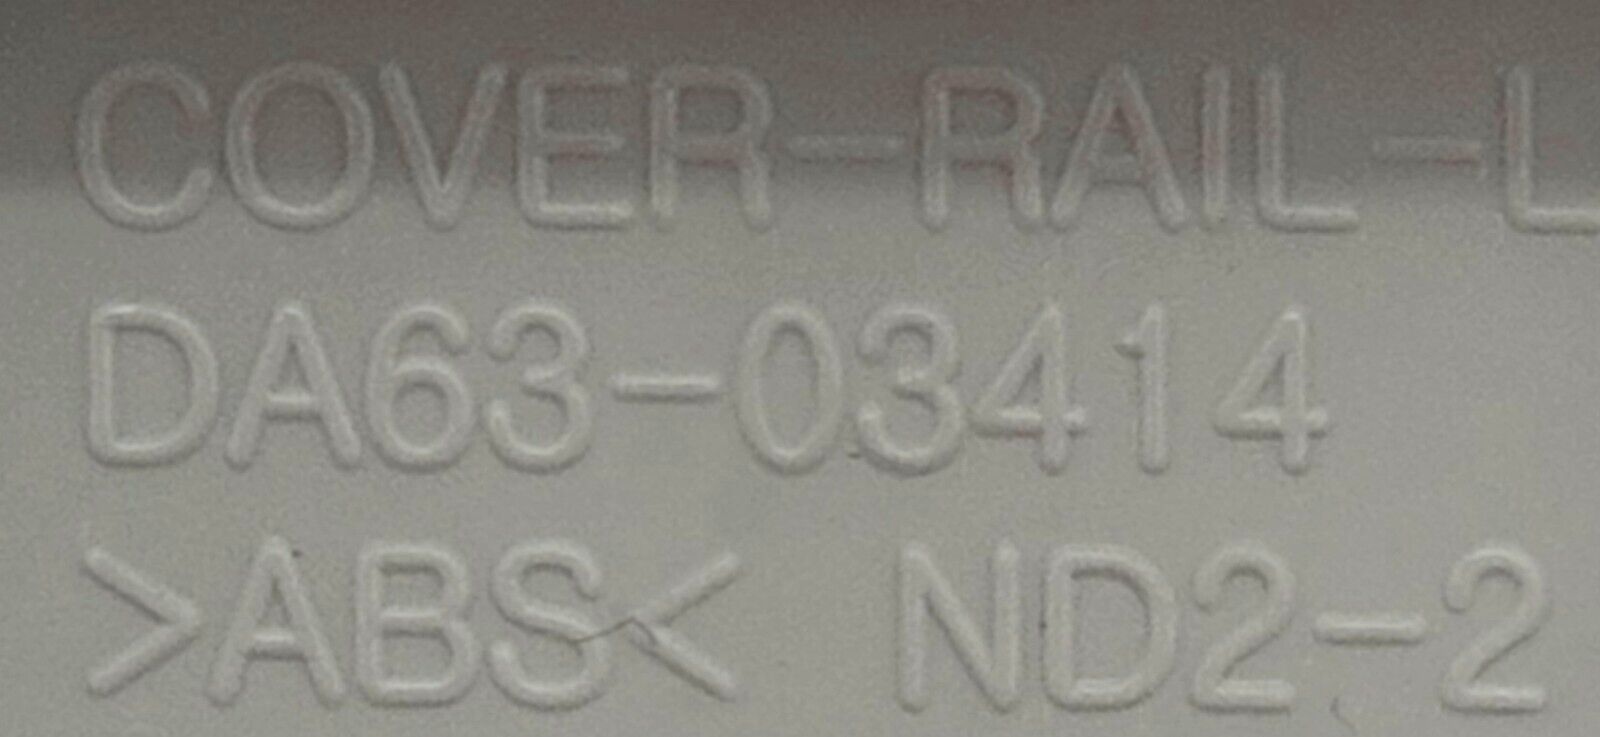 COVER-RAIL-L
DA63-03414
>ABS< ND2-2